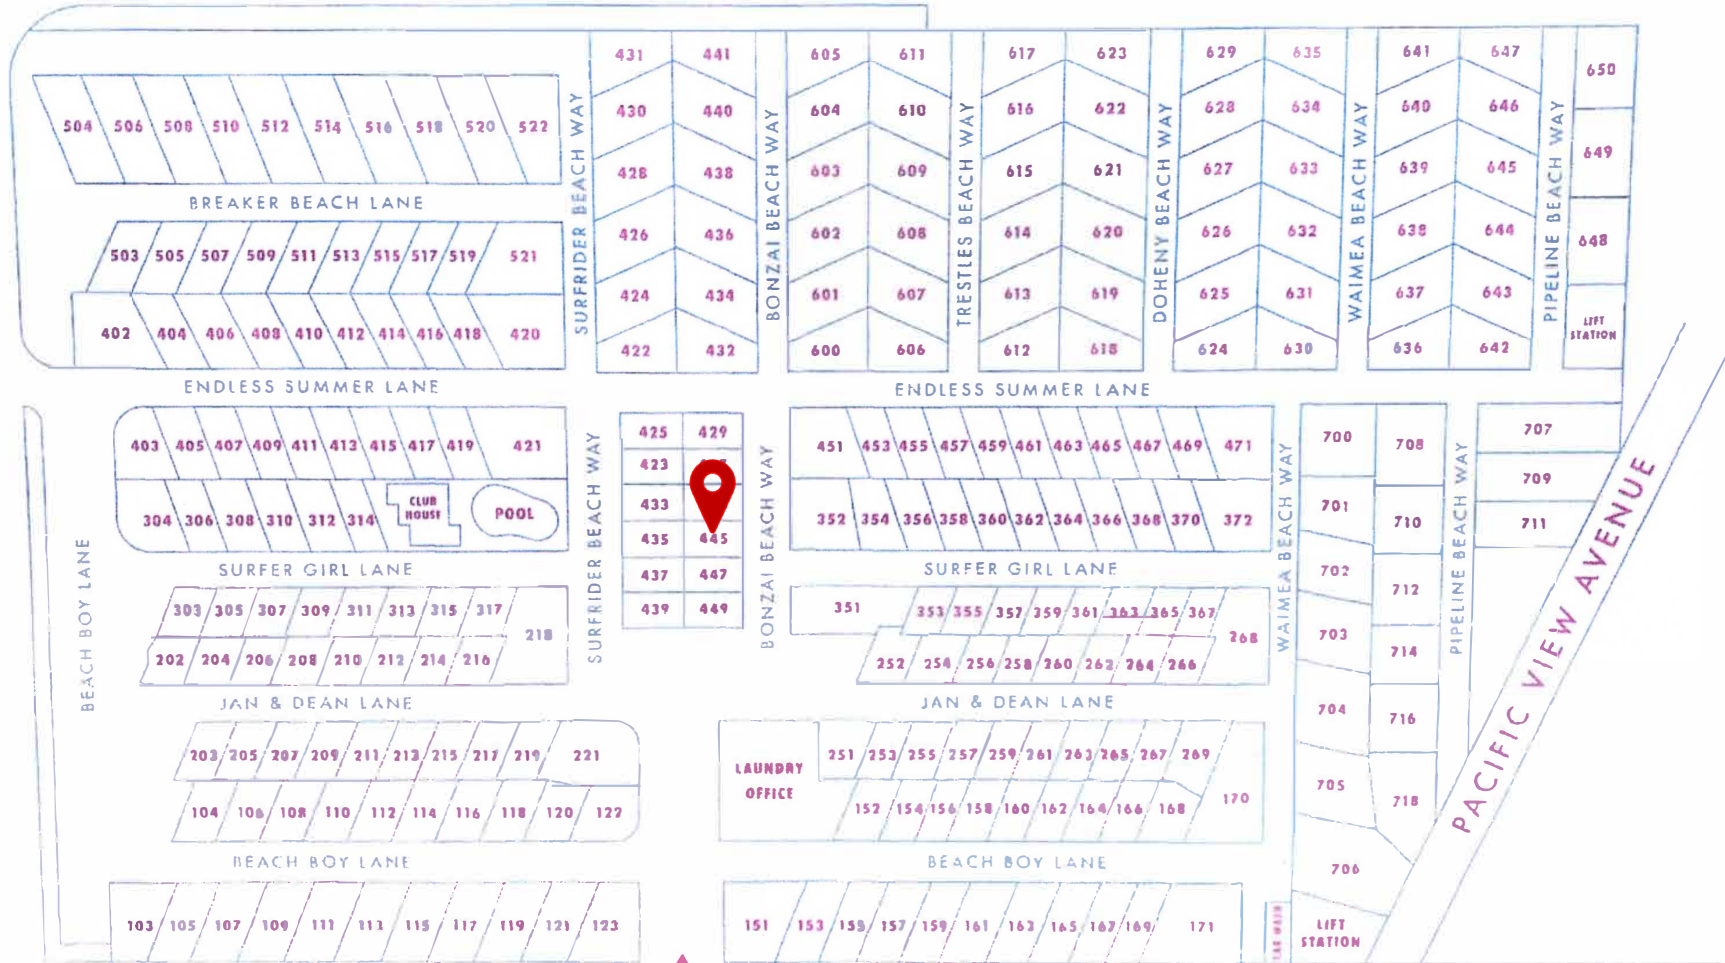 431 441 605 611 617 623 629 635 641 647 650
504 506 508 510 512 514 516 518 520 522
430 440 604 610 616 622 628 634 640 646
649
428 438 603 609 615 621 627 633 639 645
BREAKER BEACH LANE
SURFRIDER BEACH WAY
BONZAI BEACH WAY
TRESTLES BEACH WAY
DOHENY BEACH WAY
WAIMEA BEACH WAY
PIPELINE BEACH WAY
426 436 602 608 614 620 626 632 638 644 648
503 505 507 509 511 513 515 517 519 521
424 434 601 607 613 619 625 631 637 643
402 404 406 408 410 412 414 416 418 420
LIFT
STATION
422 432 600 606 612 618 624 630 636 642
ENDLESS SUMMER LANE
ENDLESS SUMMER LANE
403 405 407 409 411 413 415 417 419 421
425 429
451 453 455 457 459 461 463 465 467 469 471
700 708 707
423
709
304 306 308 310 312 314
CLUB
HOUSE
POOL
433
352 354 356 358 360 362 364 366 368 370 372
701 710 711
435 445
SURFRIDER BEACH WAY
BONZAI BEACH WAY
WAIMEA BEACH WAY
PIPELINE BEACH WAY
PACIFIC VIEW AVENUE
BEACH BOY LANE
SURFER GIRL LANE
SURFER GIRL LANE
437 447
702 712
303 305 307 309 311 313 315 317 218
439 449
351 353 355 357 359 361 363 365 367 268
703 714
202 204 206 208 210 212 214 216
252 254 256 258 260 262 264 266
JAN & DEAN LANE
JAN & DEAN LANE
704 716
203 205 207 209 211 213 215 217 219 221
LAUNDRY
OFFICE
251 253 255 257 259 261 263 265 267 269
705 718
104 106 108 110 112 114 116 118 120 122
152 154 156 158 160 162 164 166 168 170
BEACH BOY LANE
BEACH BOY LANE
706
103 105 107 109 111 113 115 117 119 121 123
151 153 155 157 159 161 163 165 167 169 171
LIFT
STATION